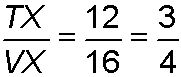 TX/VX = 12/16 = 3/4